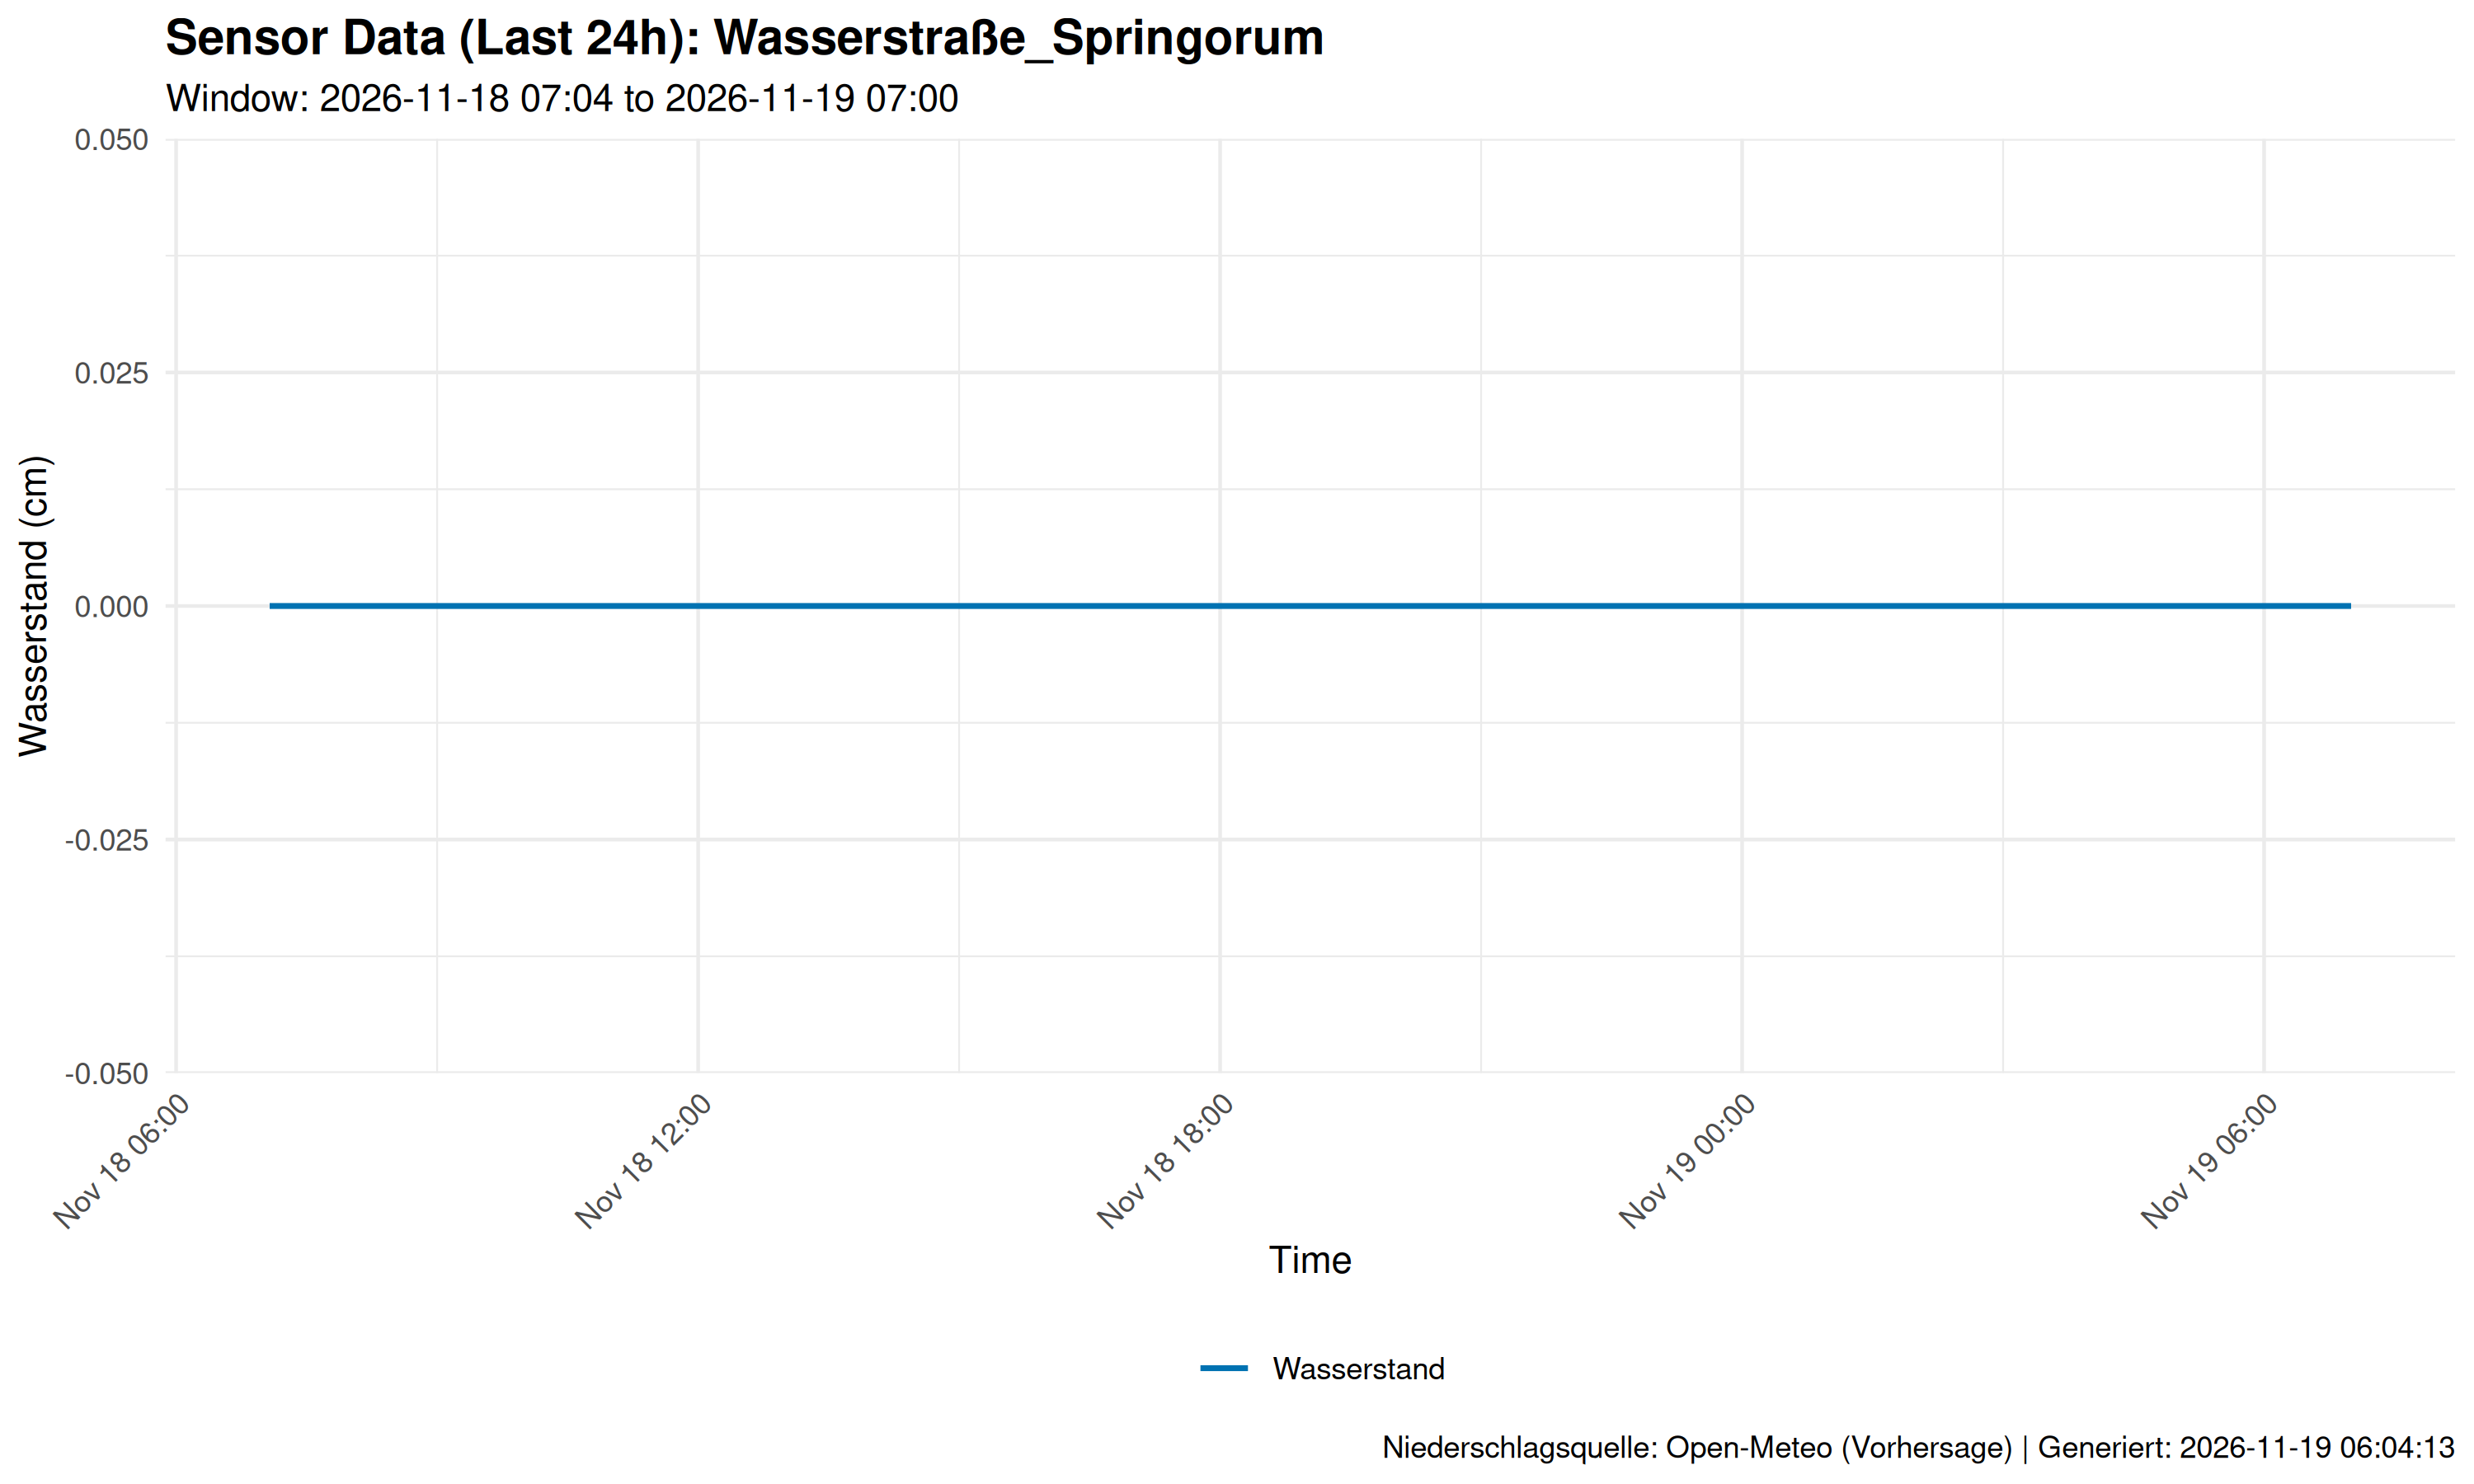 Sensor Data (Last 24h): Wasserstraße_Springorum
Window: 2026-11-18 07:04 to 2026-11-19 07:00
Wasserstand (cm)
0.050
0.025
0.000
-0.025
-0.050
Nov 18 06:00
Nov 18 12:00
Nov 18 18:00
Nov 19 00:00
Nov 19 06:00
Time
Wasserstand
Niederschlagsquelle: Open-Meteo (Vorhersage) | Generiert: 2026-11-19 06:04:13